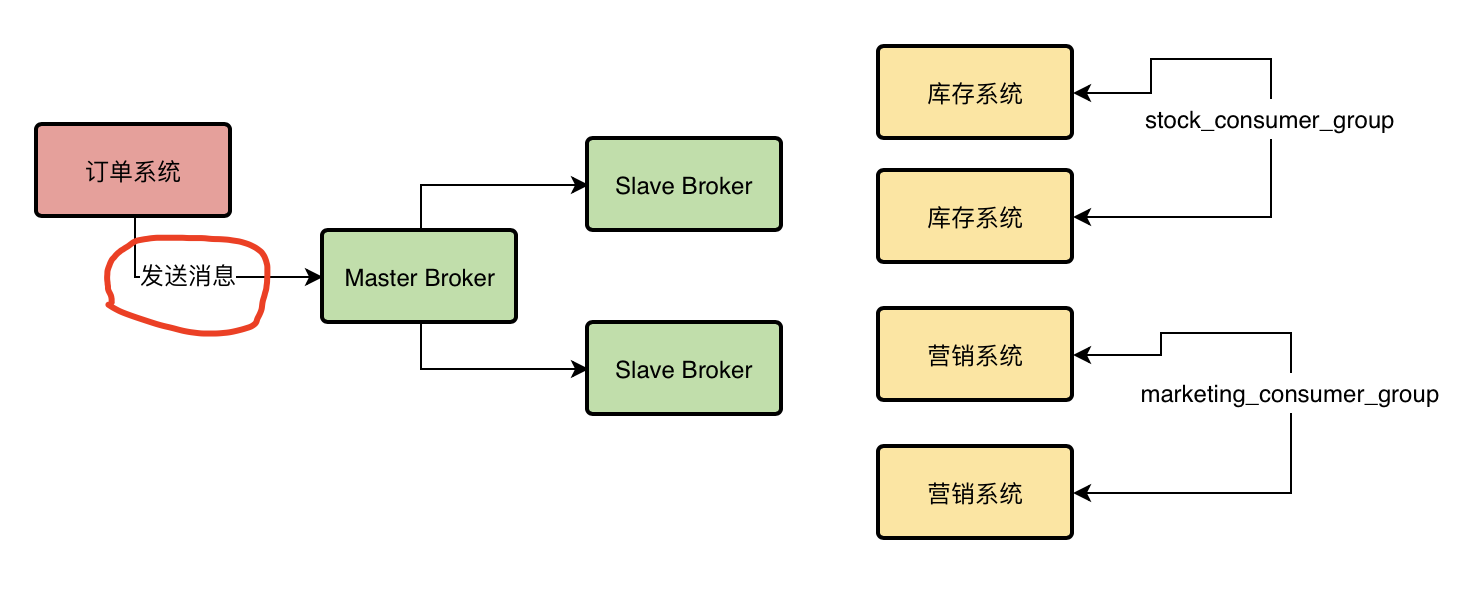 订单系统
发送消息
Master Broker
Slave Broker
Slave Broker
库存系统
库存系统
stock_consumer_group
营销系统
营销系统
marketing_consumer_group